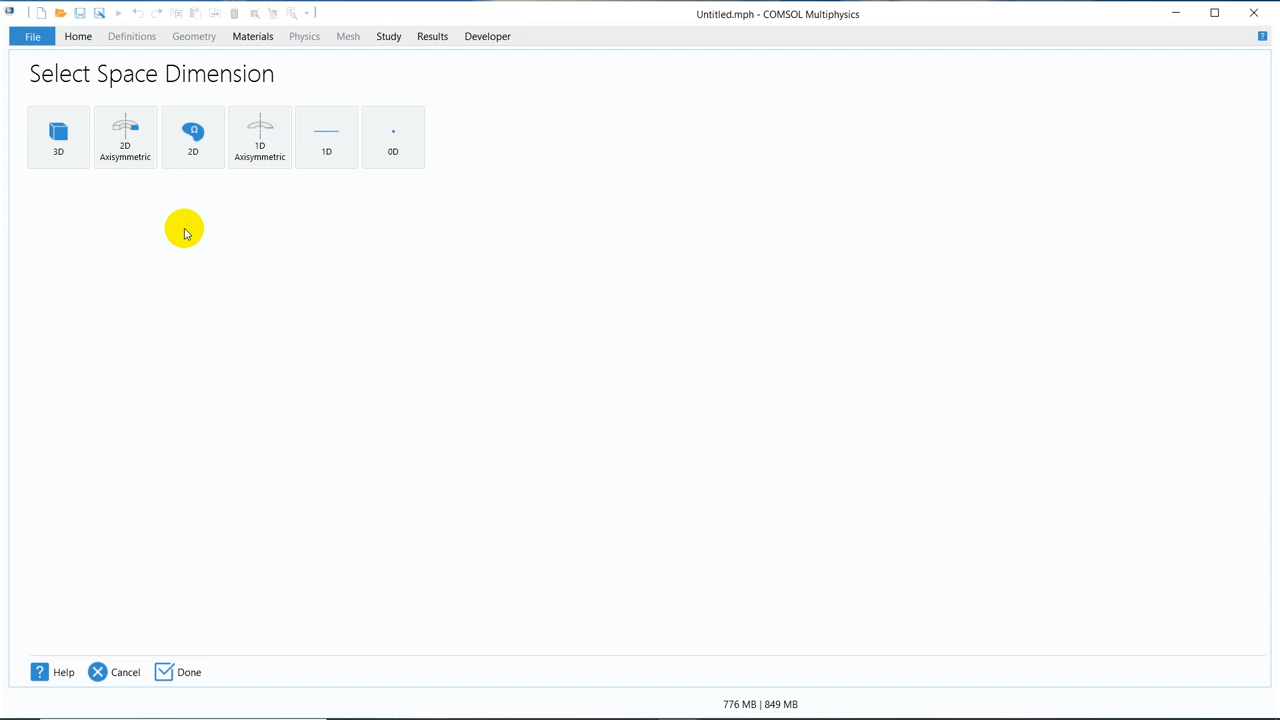 Untitled.mph - COMSOL Multiphysics
File Home Definitions Geometry Materials Physics Mesh Study Results Developer ?
Select Space Dimension
3D
2D Axisymmetric
Ω 2D
1D Axisymmetric
1D
0D
? Help Cancel Done
776 MB | 849 MB